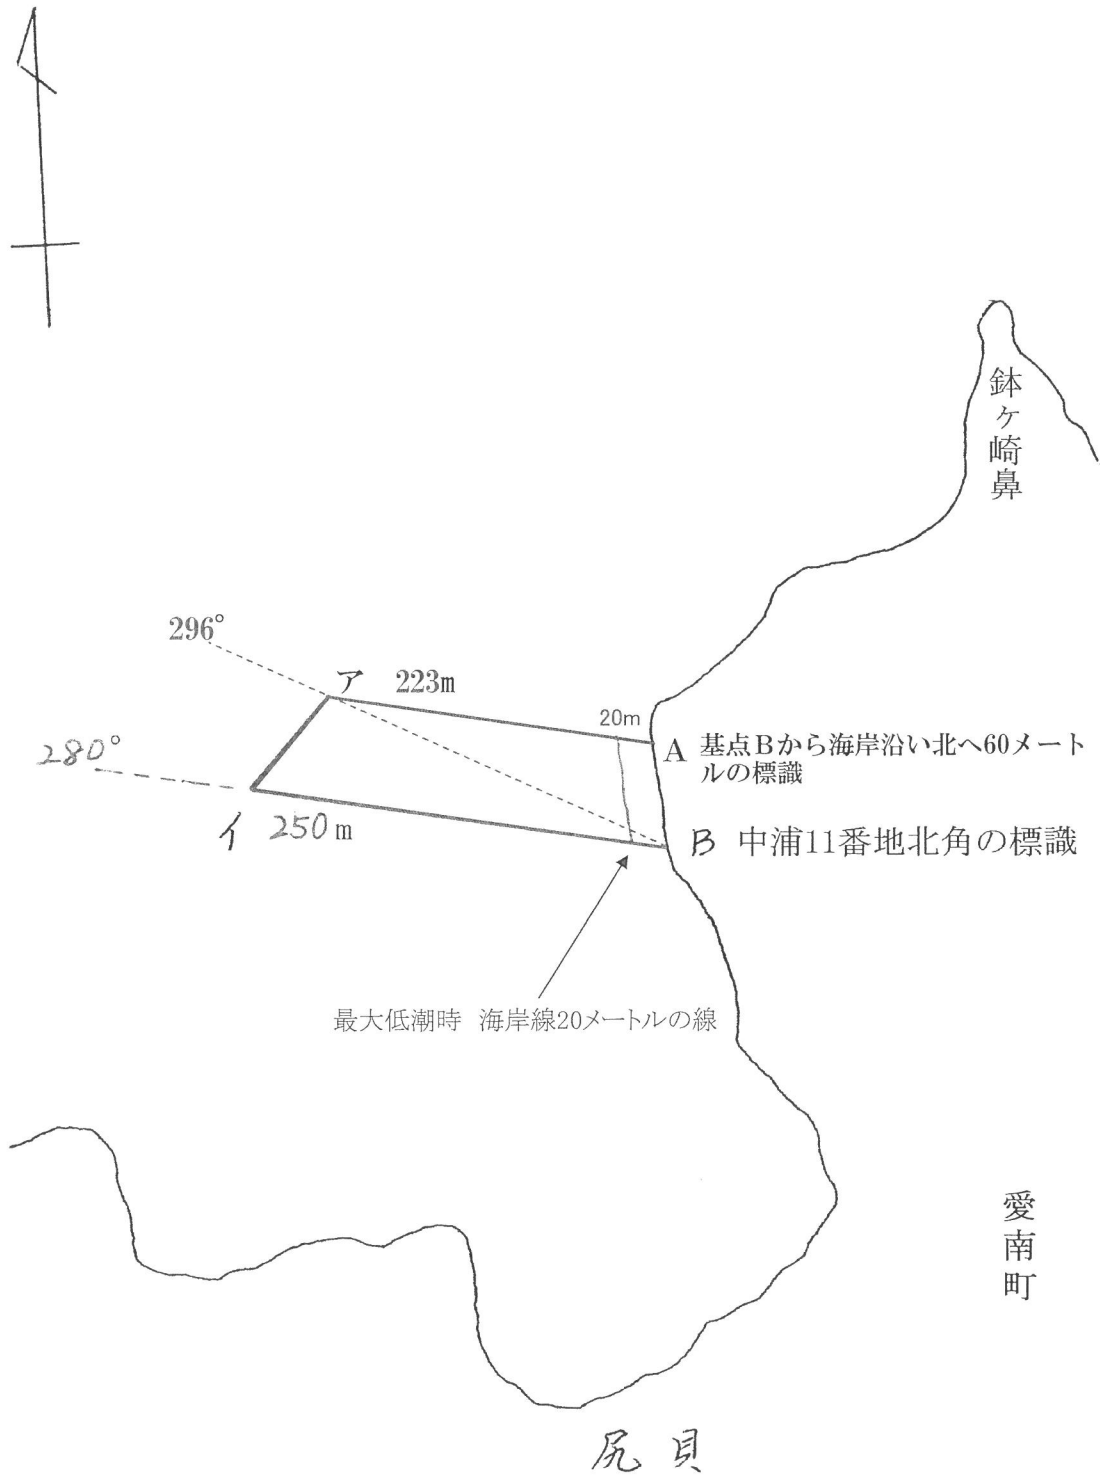 鉢ヶ崎鼻
296°
ア 223m
20m
280°
A 基点Bから海岸沿い北へ60メート
ルの標識
イ 250m
B 中浦11番地北角の標識
最大低潮時 海岸線20メートルの線
愛南町
尻貝